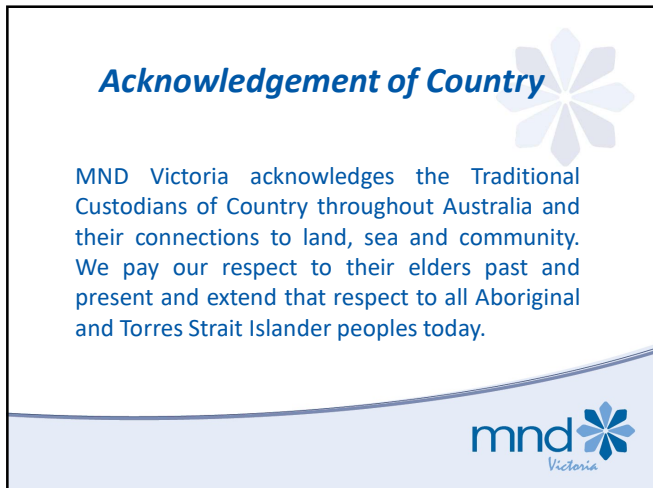 Acknowledgement of Country
MND Victoria acknowledges the Traditional
Custodians of Country throughout Australia and
their connections to land, sea and community.
We pay our respect to their elders past and
present and extend that respect to all Aboriginal
and Torres Strait Islander peoples today.
mnd
Victoria